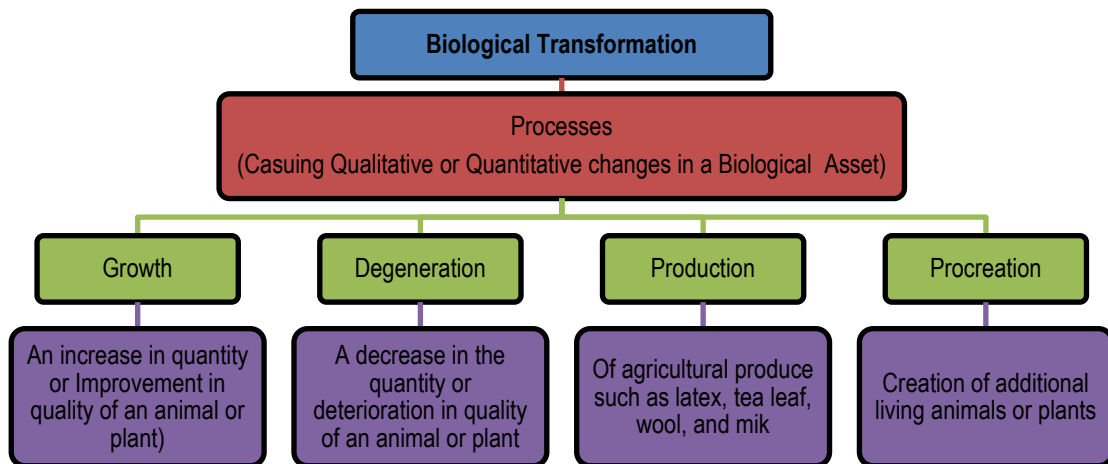 Biological Transformation
Processes
(Casuing Qualitative or Quantitative changes in a Biological Asset)
Growth
Degeneration
Production
Procreation
An increase in quantity
or Improvement in
quality of an animal or
plant)
A decrease in the
quantity or
deterioration in quality
of an animal or plant
Of agricultural produce
such as latex, tea leaf,
wool, and mik
Creation of additional
living animals or plants